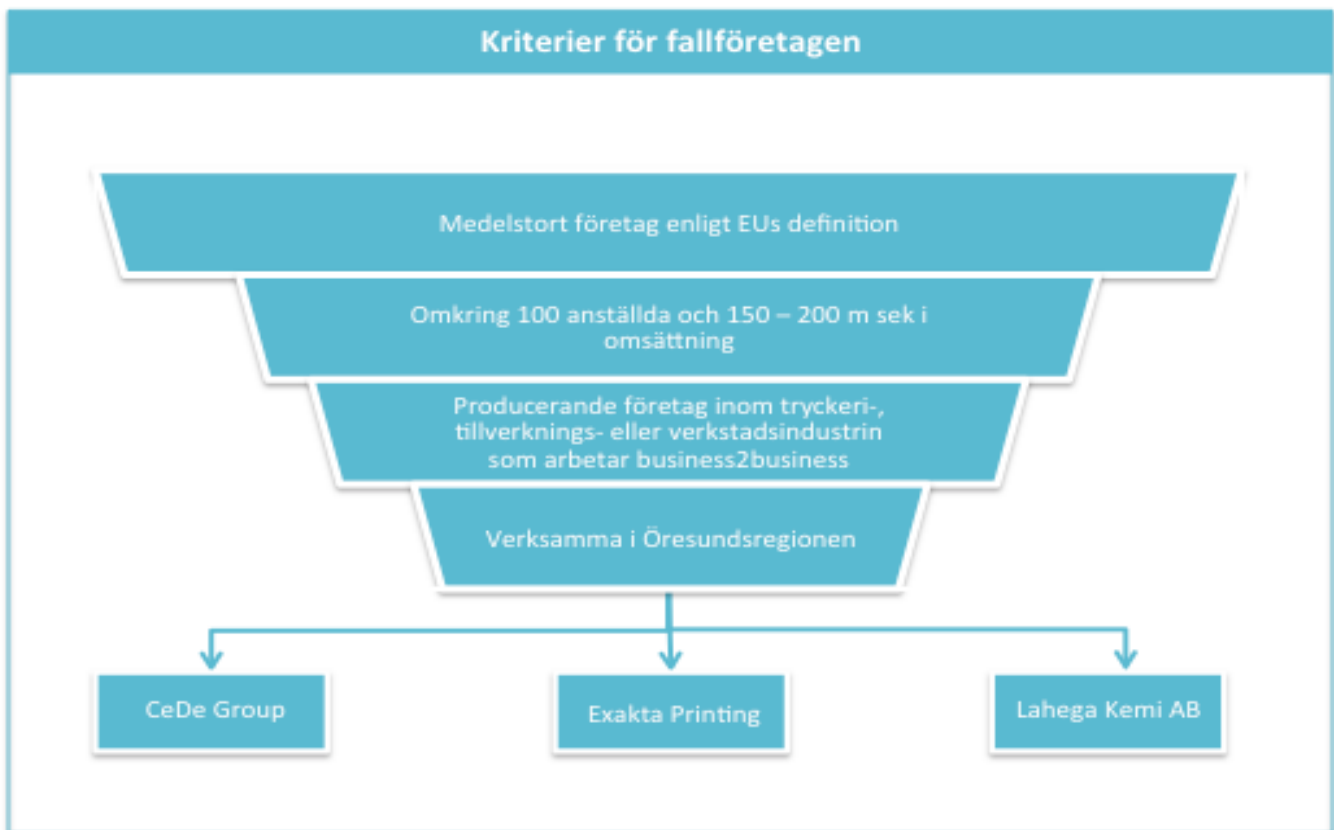 Kriterier för fallföretagen
Medelstort företag enligt EUs definition
Omkring 100 anställda och 150 – 200 m sek i
omsättning
Producerande företag inom tryckeri-,
tillverknings- eller verkstadsindustrin
som arbetar business2business
Verksamma i Öresundsregionen
CeDe Group
Exakta Printing
Lahega Kemi AB